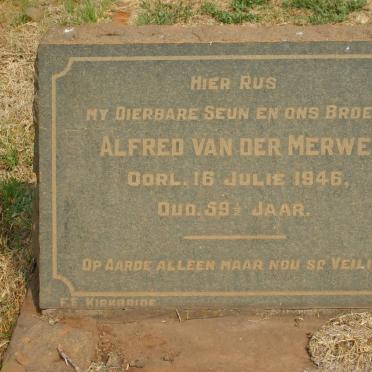 HIER RUS
MY DIERBARE SEUN EN ONS BROE
ALFRED VAN DER MERWE
OORL. 16 JULIE 1946,
OUD. 59½ JAAR.
OP AARDE ALLEEN MAAR NOU SO VEILI
F.E. KIRKBRIDE